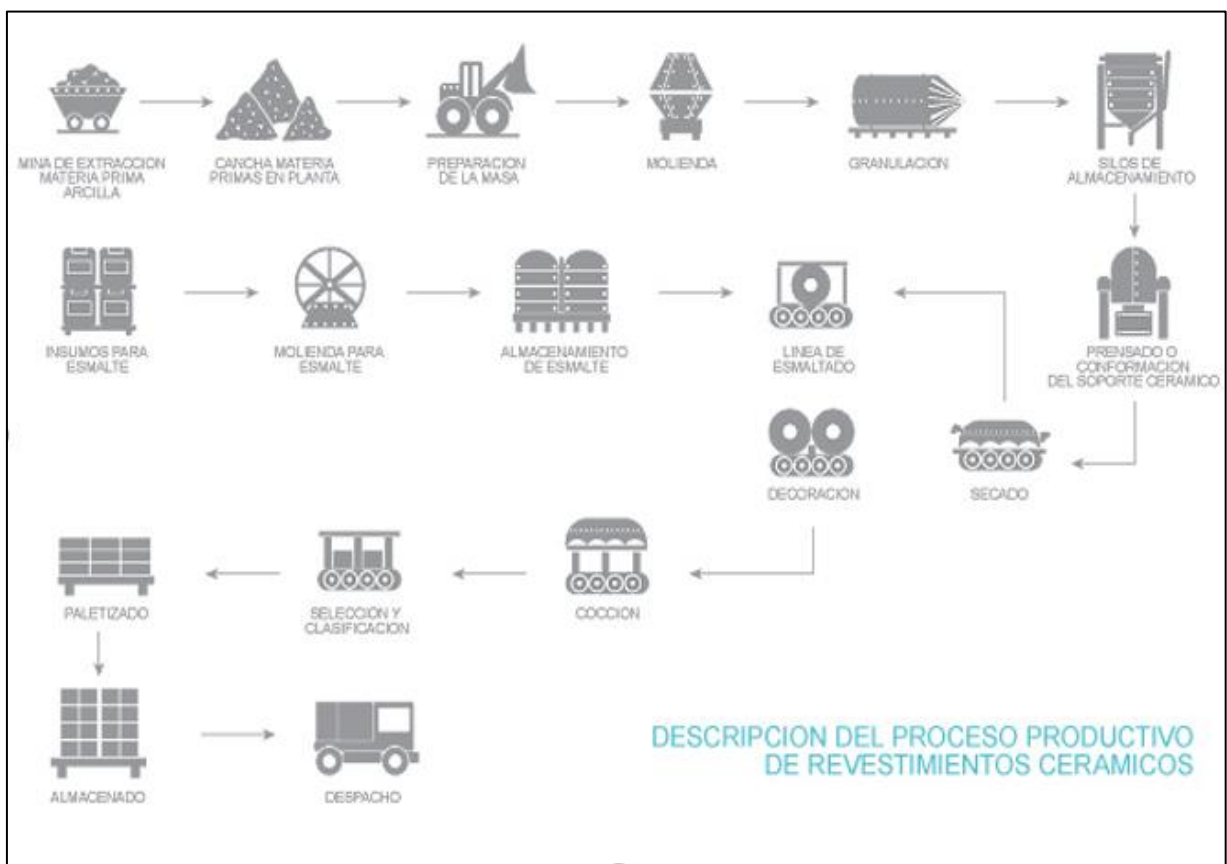 MINA DE EXTRACCION
MATERIA PRIMA
ARCILLA
CANCHA MATERIA
PRIMAS EN PLANTA
PREPARACION
DE LA MASA
MOLIENDA
GRANULACION
SILOS DE
ALMACENAMIENTO
INSUMOS PARA
ESMALTE
MOLIENDA PARA
ESMALTE
ALMACENAMIENTO
DE ESMALTE
LINEA DE
ESMALTADO
PRENSADO O
CONFORMACION
DEL SOPORTE CERAMICO
DECORACION
SECADO
PALETIZADO
SELECCION Y
CLASIFICACION
COCCION
ALMACENADO
DESPACHO
DESCRIPCION DEL PROCESO PRODUCTIVO
DE REVESTIMIENTOS CERAMICOS